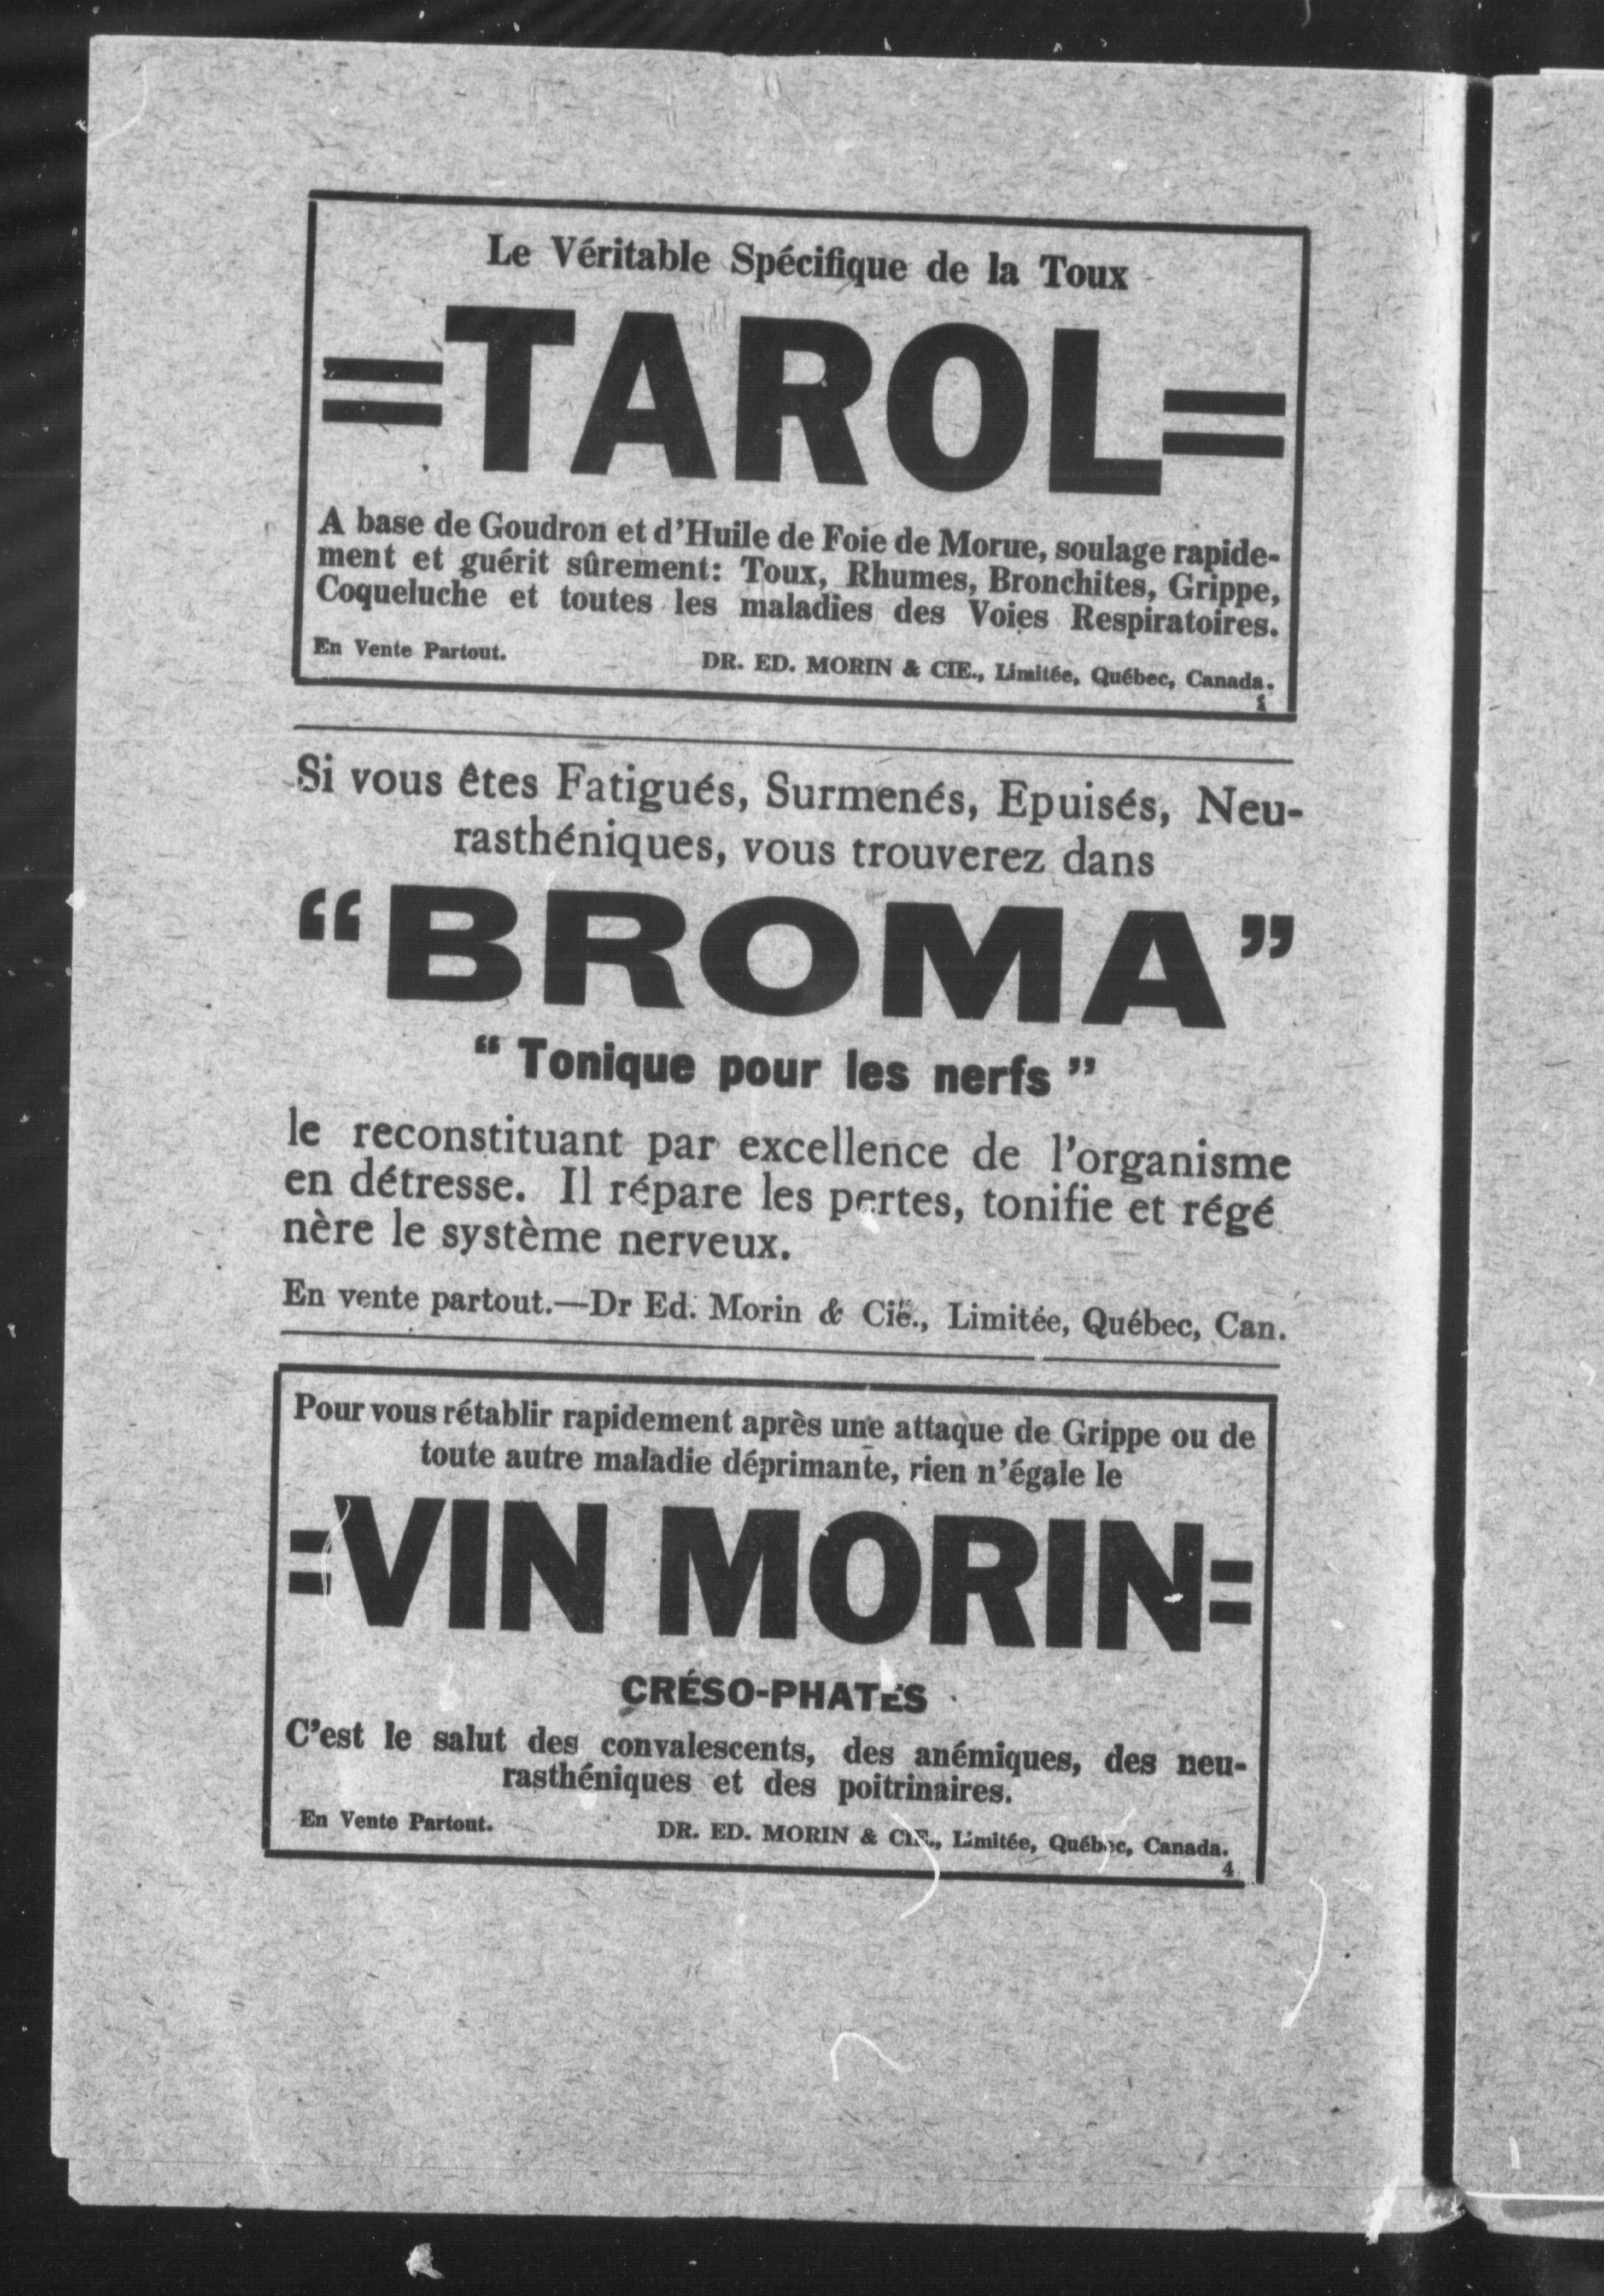 Le Véritable Spécifique de la Toux
=TAROL=
A base de Goudron et d'Huile de Foie de Morue, soulage rapide-
ment et guérit sûrement: Toux, Rhumes, Bronchites, Grippe,
Coqueluche et toutes les maladies des Voies Respiratoires.
En Vente Partout. DR. ED. MORIN & CIE., Limitée, Québec, Canada.
Si vous êtes Fatigués, Surmenés, Epuisés, Neu-
rasthéniques, vous trouverez dans
"BROMA"
" Tonique pour les nerfs "
le reconstituant par excellence de l'organisme
en détresse. Il répare les pertes, tonifie et régé
nère le système nerveux.
En vente partout.—Dr Ed. Morin & Cie., Limitée, Québec, Can.
Pour vous rétablir rapidement après une attaque de Grippe ou de
toute autre maladie déprimante, rien n'égale le
=VIN MORIN=
CRÉSO-PHATES
C'est le salut des convalescents, des anémiques, des neu-
rasthéniques et des poitrinaires.
En Vente Partout. DR. ED. MORIN & CIE., Limitée, Québec, Canada.
4